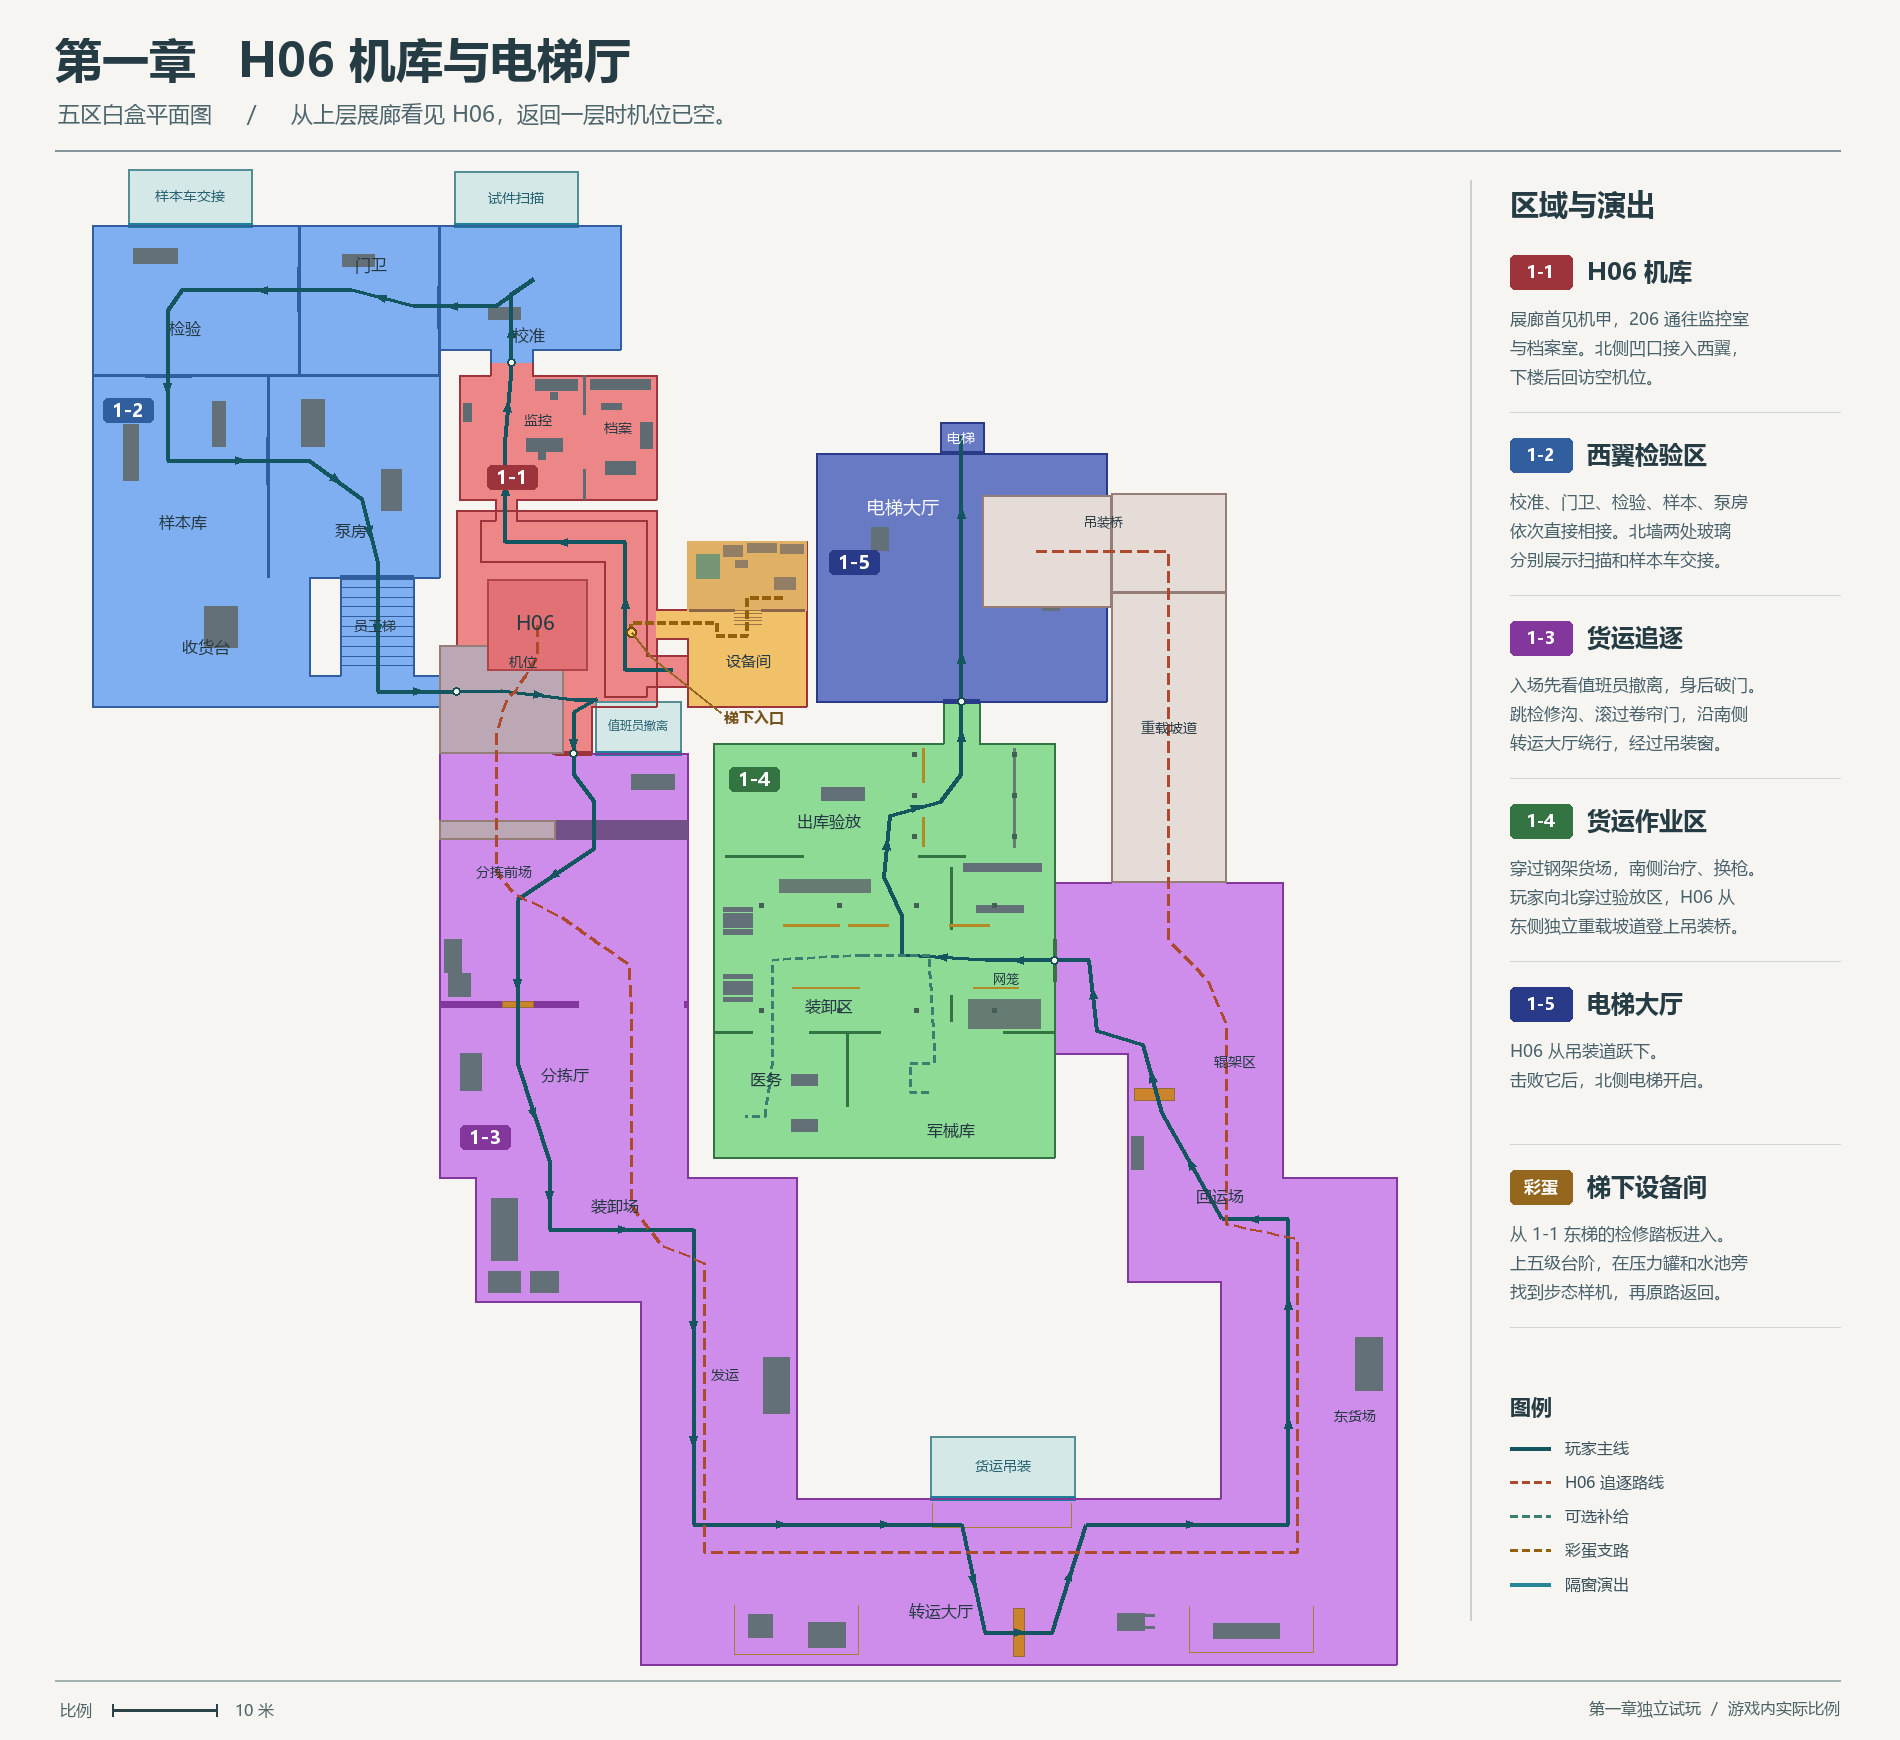 第一章 H06 机库与电梯厅
五区白盒平面图 / 从上层展廊看见 H06，返回一层时机位已空。
样本车交接
试件扫描
门卫
检验
校准
1-2
监控
档案
1-1
样本库
泵房
员工梯
收货台
H06
机位
设备间
梯下入口
值班员撤离
电梯
电梯大厅
1-5
吊装桥
重载坡道
1-4
出库验放
网笼
装卸区
医务
军械库
分拣前场
分拣厅
1-3
装卸场
辊架区
回运场
发运
东货场
货运吊装
转运大厅
区域与演出
1-1 H06 机库
展廊首见机甲，206 通往监控室
与档案室。北侧凹口接入西翼，
下楼后回访空机位。
1-2 西翼检验区
校准、门卫、检验、样本、泵房
依次直接相接。北墙两处玻璃
分别展示扫描和样本车交接。
1-3 货运追逐
入场先看值班员撤离，身后破门。
跳检修沟、滚过卷帘门，沿南侧
转运大厅绕行，经过吊装窗。
1-4 货运作业区
穿过钢架货场，南侧治疗、换枪。
玩家向北穿过验放区，H06 从
东侧独立重载坡道登上吊装桥。
1-5 电梯大厅
H06 从吊装道跃下。
击败它后，北侧电梯开启。
彩蛋 梯下设备间
从 1-1 东梯的检修踏板进入。
上五级台阶，在压力罐和水池旁
找到步态样机，再原路返回。
图例
玩家主线
H06 追逐路线
可选补给
彩蛋支路
隔窗演出
比例 10 米
第一章独立试玩 / 游戏内实际比例